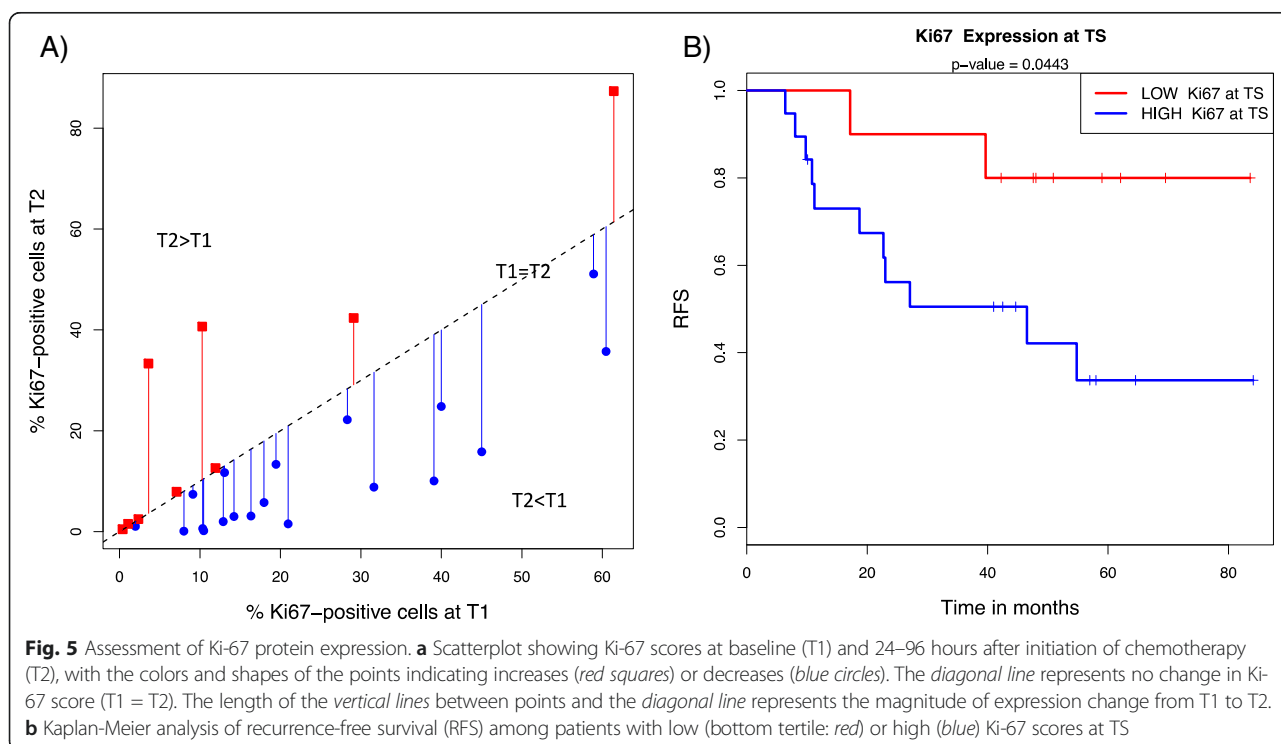 A)
% Ki67-positive cells at T2
80
60
40
20
0
T2>T1
T1=T2
T2<T1
0 10 20 30 40 50 60
% Ki67-positive cells at T1
B)
Ki67 Expression at TS
p-value = 0.0443
LOW Ki67 at TS
HIGH Ki67 at TS
RFS
1.0
0.8
0.6
0.4
0.2
0.0
0 20 40 60 80
Time in months
Fig. 5 Assessment of Ki-67 protein expression. a Scatterplot showing Ki-67 scores at baseline (T1) and 24–96 hours after initiation of chemotherapy
(T2), with the colors and shapes of the points indicating increases (red squares) or decreases (blue circles). The diagonal line represents no change in Ki-
67 score (T1 = T2). The length of the vertical lines between points and the diagonal line represents the magnitude of expression change from T1 to T2.
b Kaplan-Meier analysis of recurrence-free survival (RFS) among patients with low (bottom tertile: red) or high (blue) Ki-67 scores at TS